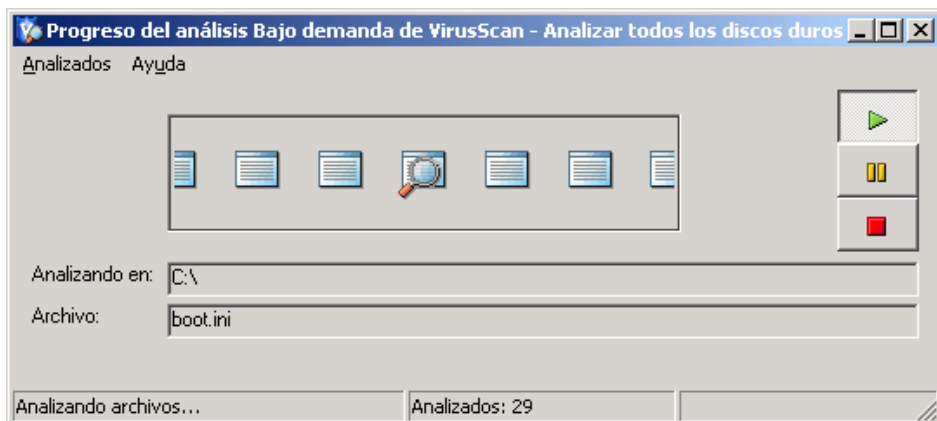 Progreso del análisis Bajo demanda de VirusScan - Analizar todos los discos duros
Analizados Ayuda
Analizando en: C:\
Archivo: boot.ini
Analizando archivos... Analizados: 29